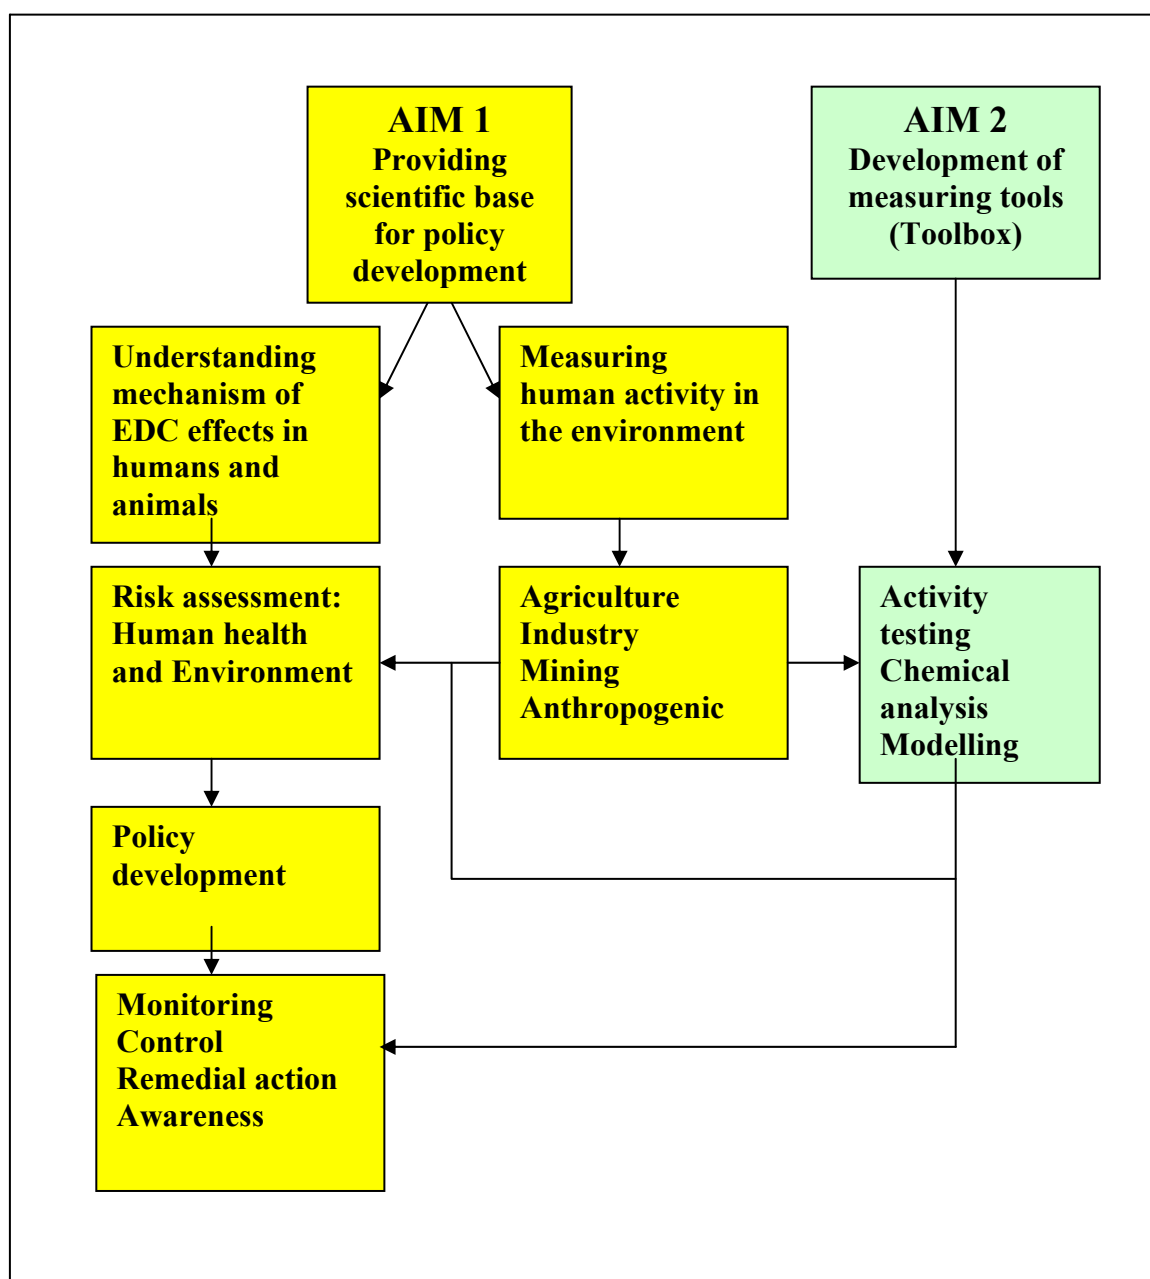 AIM 1
Providing
scientific base
for policy
development
AIM 2
Development of
measuring tools
(Toolbox)
Understanding
mechanism of
EDC effects in
humans and
animals
Measuring
human activity in
the environment
Risk assessment:
Human health
and Environment
Agriculture
Industry
Mining
Anthropogenic
Activity
testing
Chemical
analysis
Modelling
Policy
development
Monitoring
Control
Remedial action
Awareness